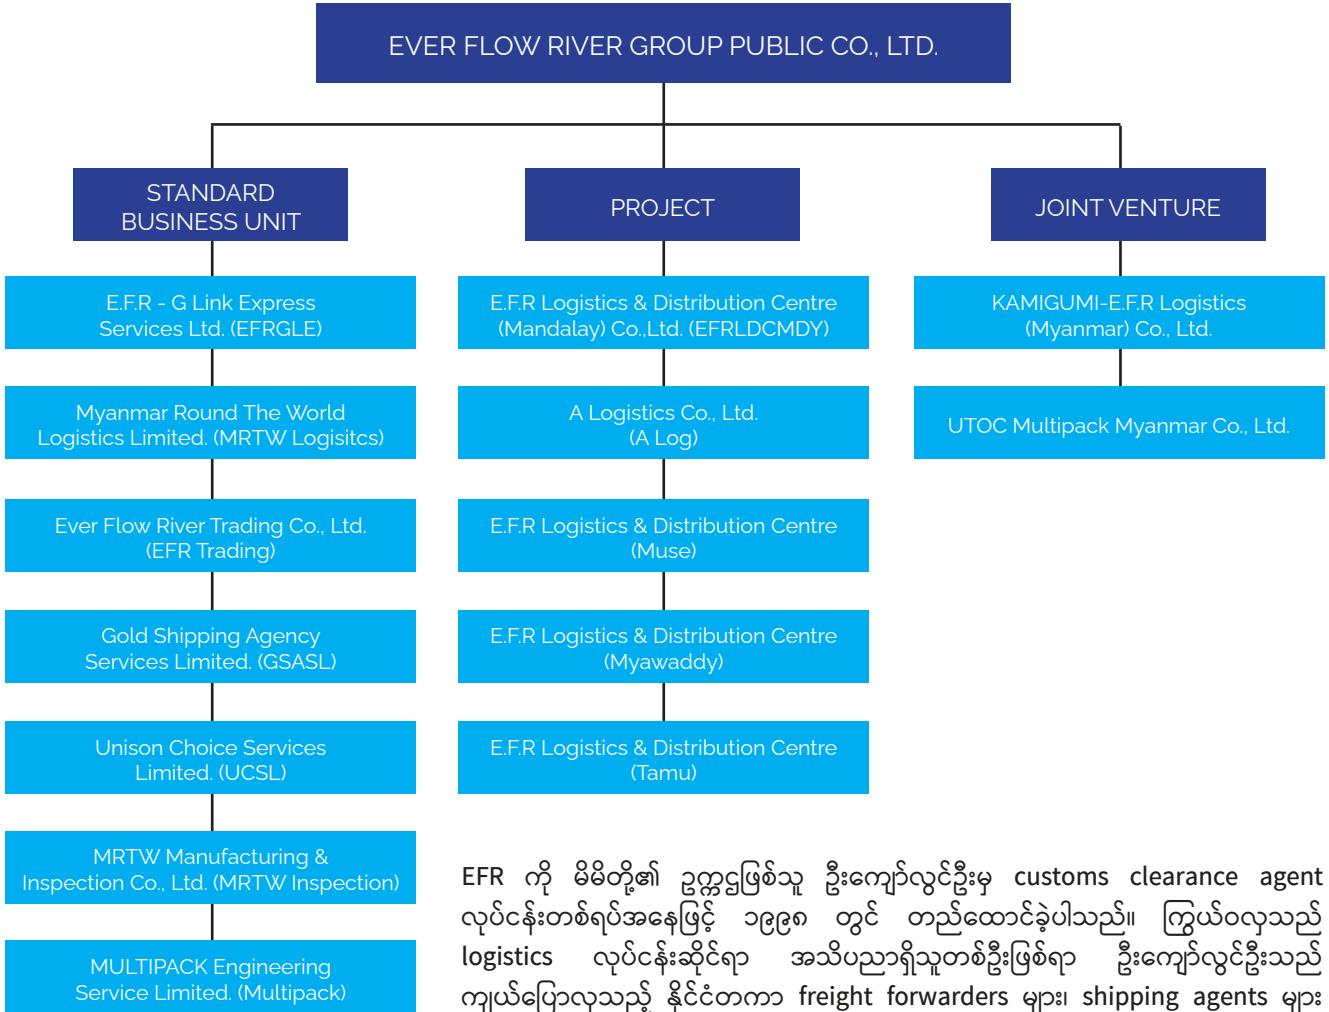 EVER FLOW RIVER GROUP PUBLIC CO., LTD.
STANDARD
BUSINESS UNIT
E.F.R - G Link Express
Services Ltd. (EFRGLE)
Myanmar Round The World
Logistics Limited. (MRTW Logisitcs)
Ever Flow River Trading Co., Ltd.
(EFR Trading)
Gold Shipping Agency
Services Limited. (GSASL)
Unison Choice Services
Limited. (UCSL)
MRTW Manufacturing &
Inspection Co., Ltd. (MRTW Inspection)
MULTIPACK Engineering
Service Limited. (Multipack)
PROJECT
E.F.R Logistics & Distribution Centre
(Mandalay) Co.,Ltd. (EFRLDCMDY)
A Logistics Co., Ltd.
(A Log)
E.F.R Logistics & Distribution Centre
(Muse)
E.F.R Logistics & Distribution Centre
(Myawaddy)
E.F.R Logistics & Distribution Centre
(Tamu)
JOINT VENTURE
KAMIGUMI-E.F.R Logistics
(Myanmar) Co., Ltd.
UTOC Multipack Myanmar Co., Ltd.
EFR ကို မိမိတို့၏ ဥက္ကဌဖြစ်သူ ဦးကျော်လွင်ဦးမှ customs clearance agent
လုပ်ငန်းတစ်ရပ်အနေဖြင့် ၁၉၉၈ တွင် တည်ထောင်ခဲ့ပါသည်။ ကြွယ်ဝလှသည်
logistics လုပ်ငန်းဆိုင်ရာ အသိပညာရှိသူတစ်ဦးဖြစ်ရာ ဦးကျော်လွင်ဦးသည်
ကျယ်ပြောလှသည့် နိုင်ငံတကာ freight forwarders များ၊ shipping agents များ